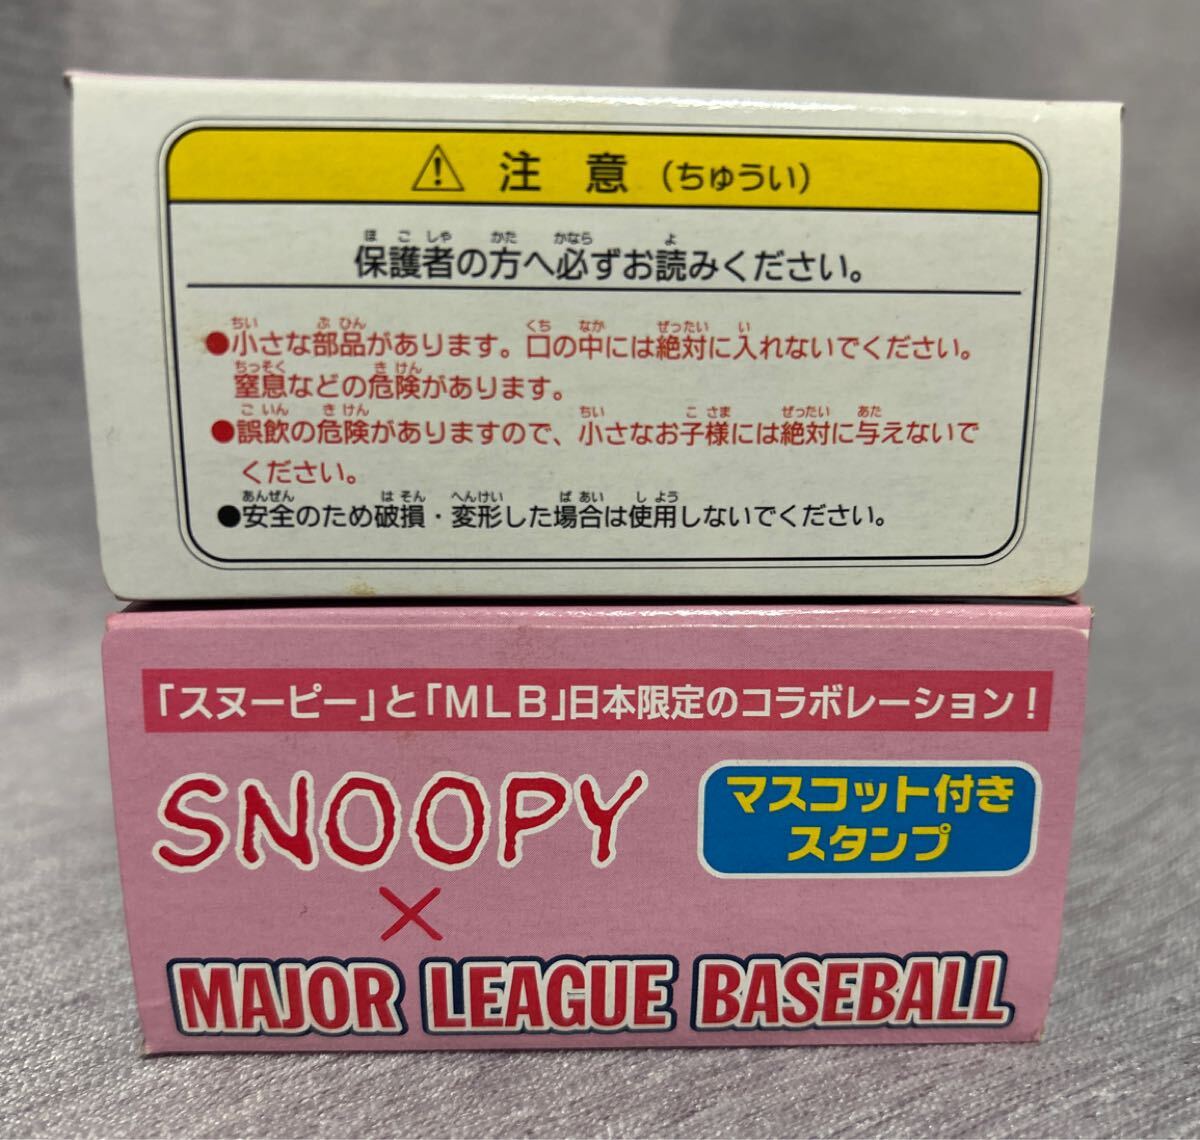 注 意（ちゅうい）
ほ ご しゃ かた かなら よ
保護者の方へ必ずお読みください。
ちい ぶ ひん くち なか ぜったい い
●小さな部品があります。口の中には絶対に入れないでください。
ちっそく き けん
窒息などの危険があります。
ご いん き けん ちい こ さま ぜったい あた
●誤飲の危険がありますので、小さなお子様には絶対に与えないで
ください。
あんぜん は そん へんけい ば あい し よう
●安全のため破損・変形した場合は使用しないでください。
「スヌーピー」と「MLB」日本限定のコラボレーション！
SNOOPY
マスコット付き
スタンプ
×
MAJOR LEAGUE BASEBALL